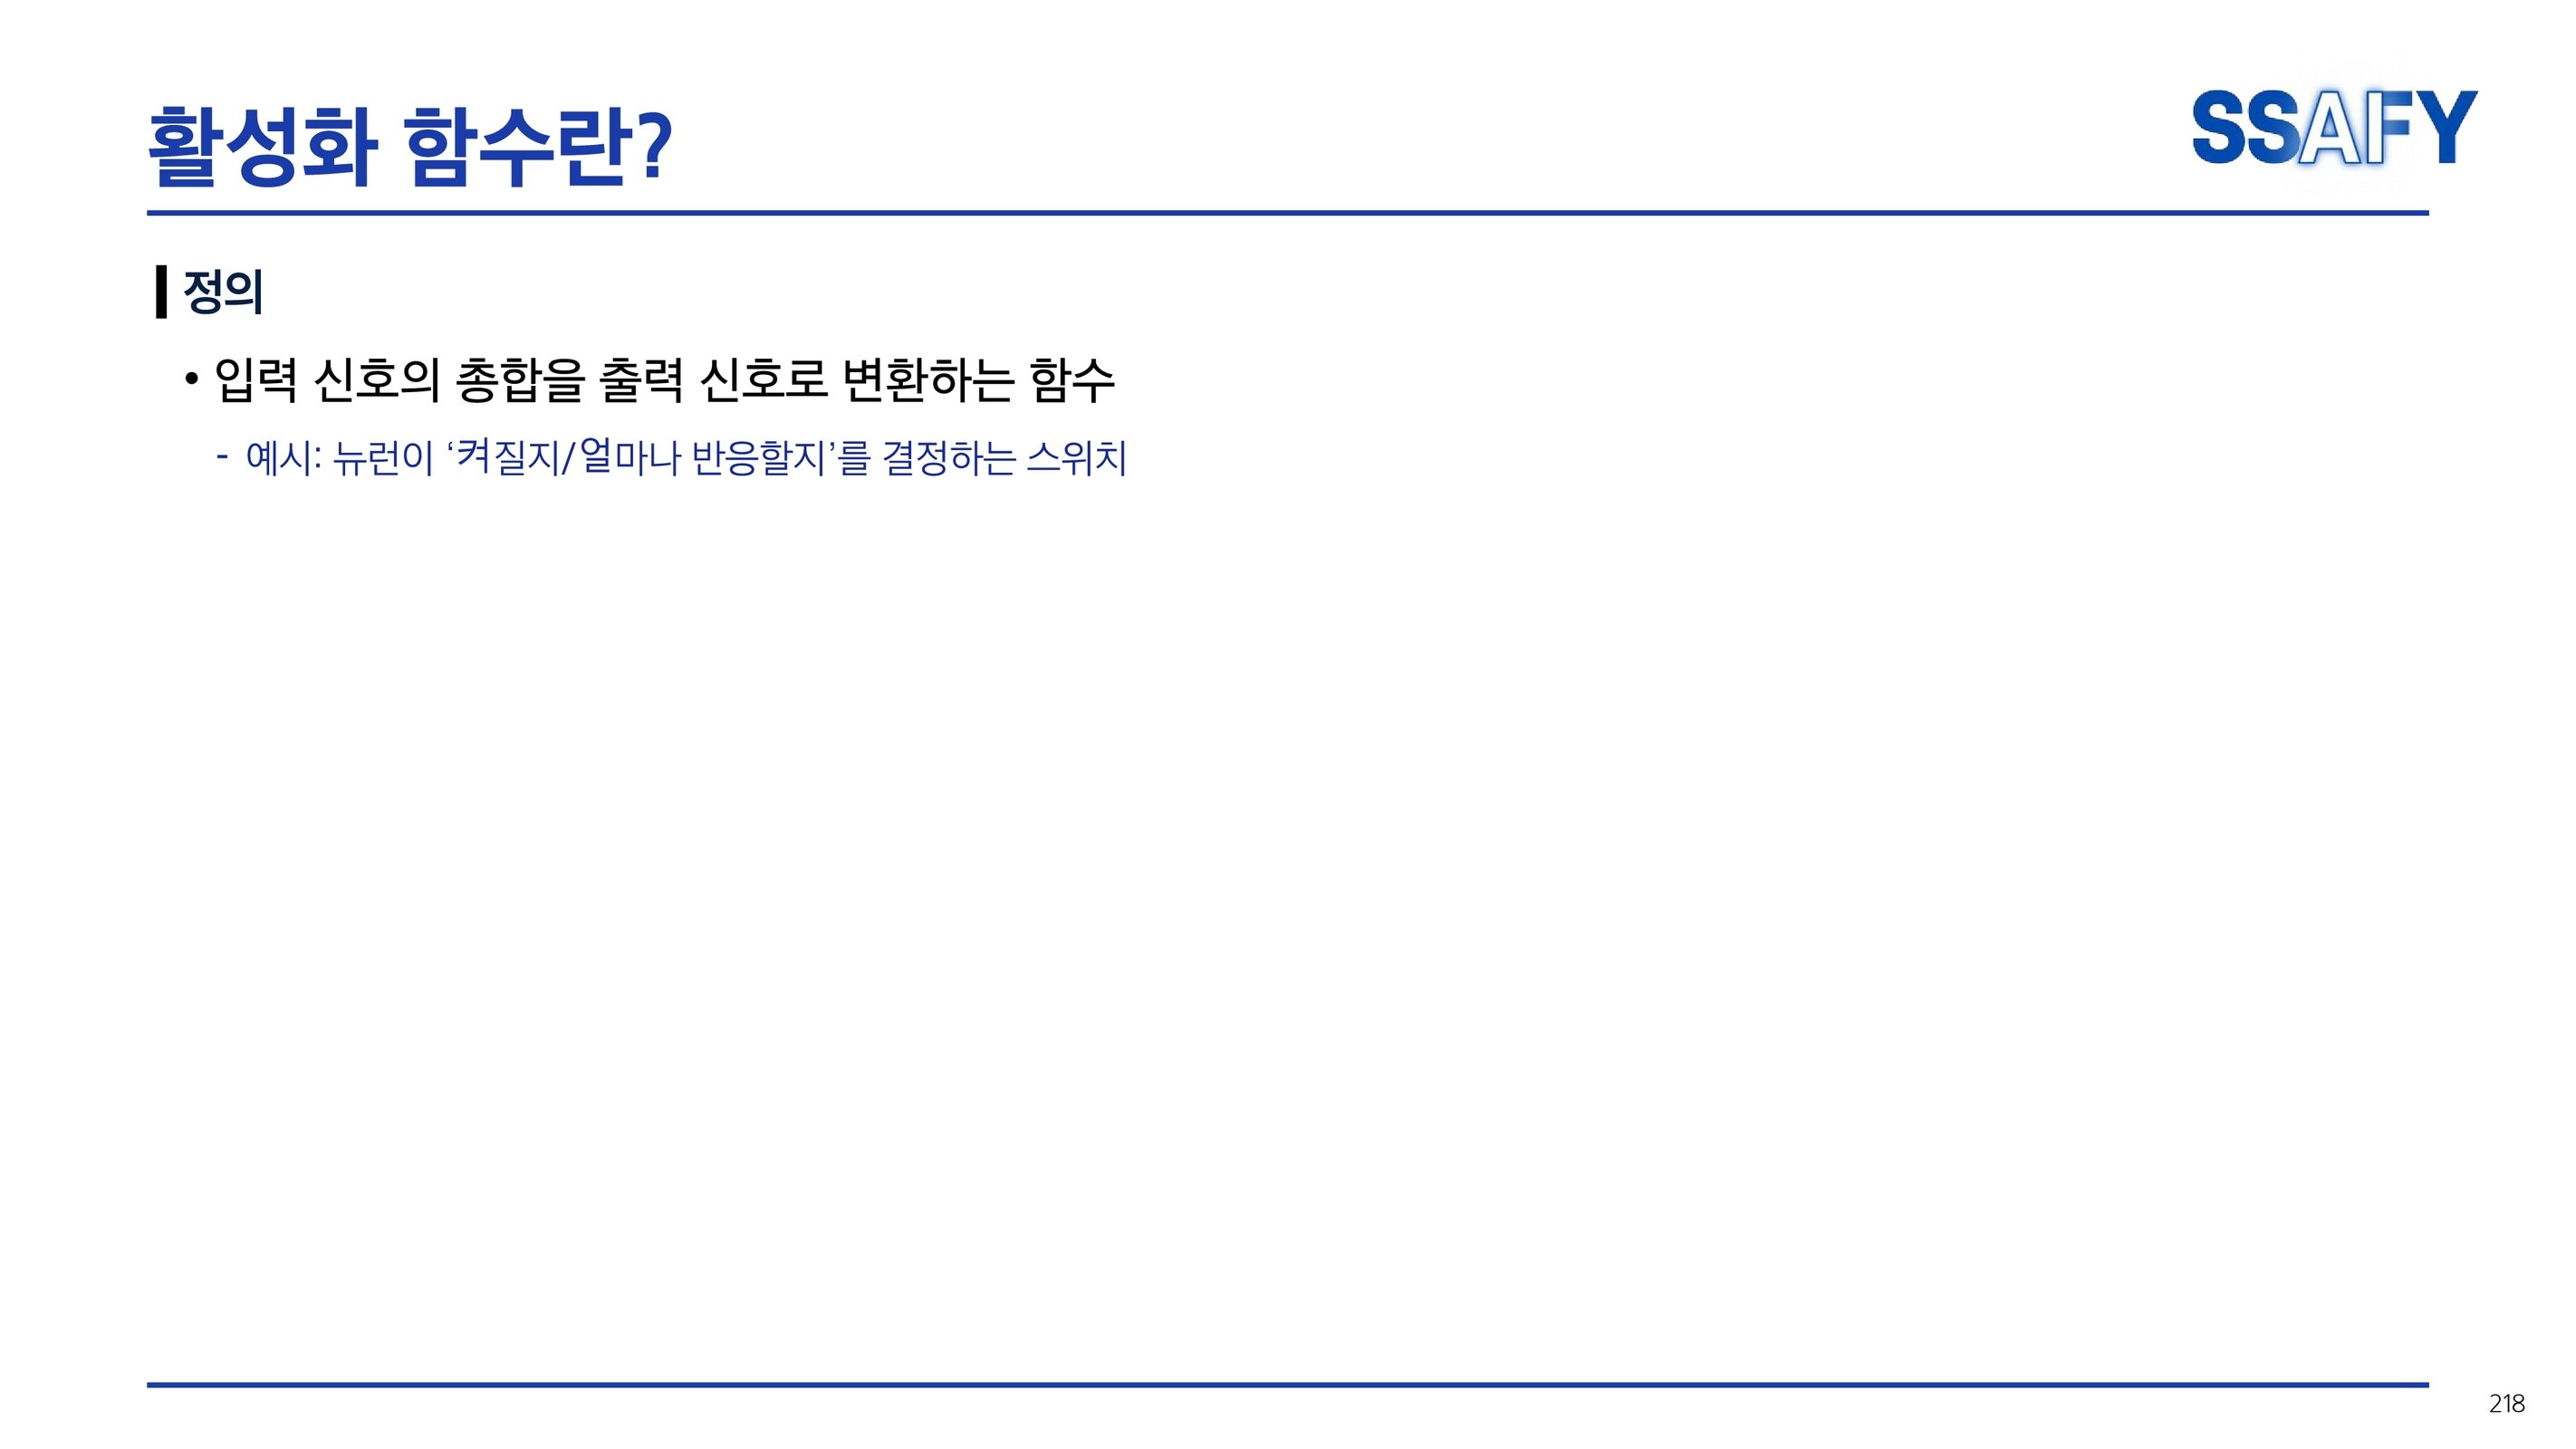 활성화 함수란?
SSAFY
정의
• 입력 신호의 총합을 출력 신호로 변환하는 함수
- 예시: 뉴런이 ‘켜질지/얼마나 반응할지’를 결정하는 스위치
218